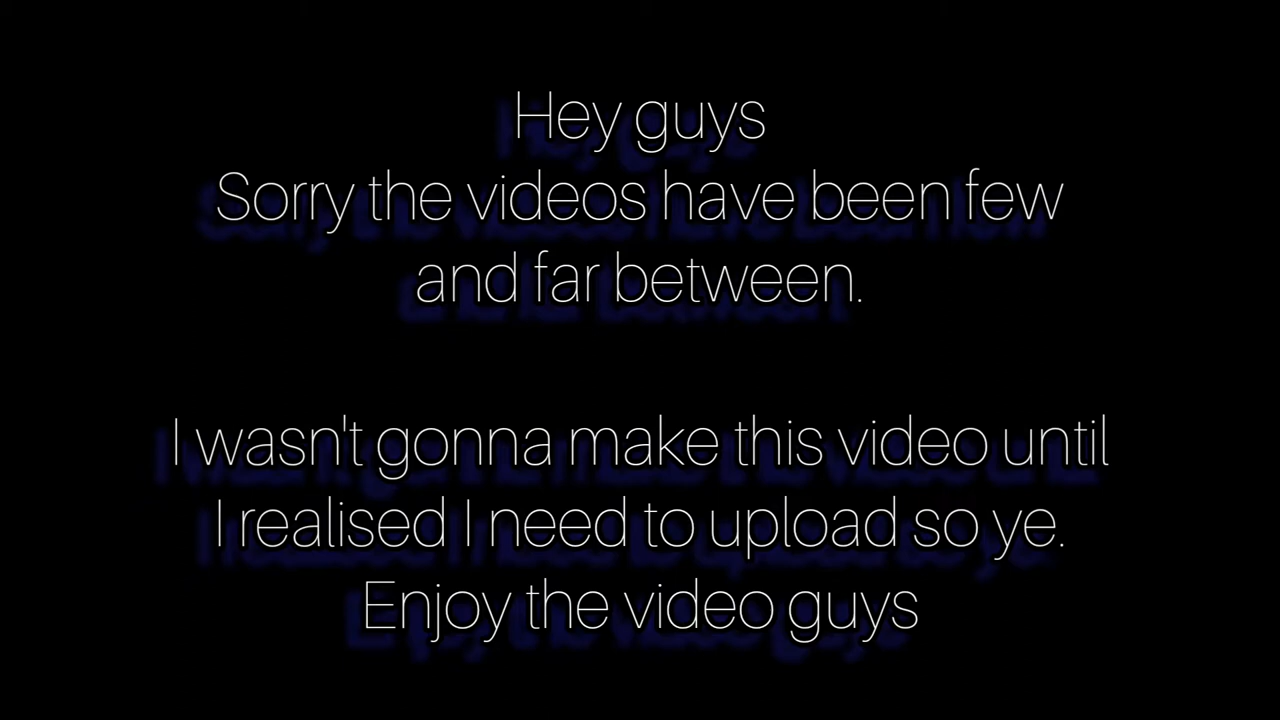 Hey guys
Sorry the videos have been few
and far between.
I wasn't gonna make this video until
I realised I need to upload so ye.
Enjoy the video guys